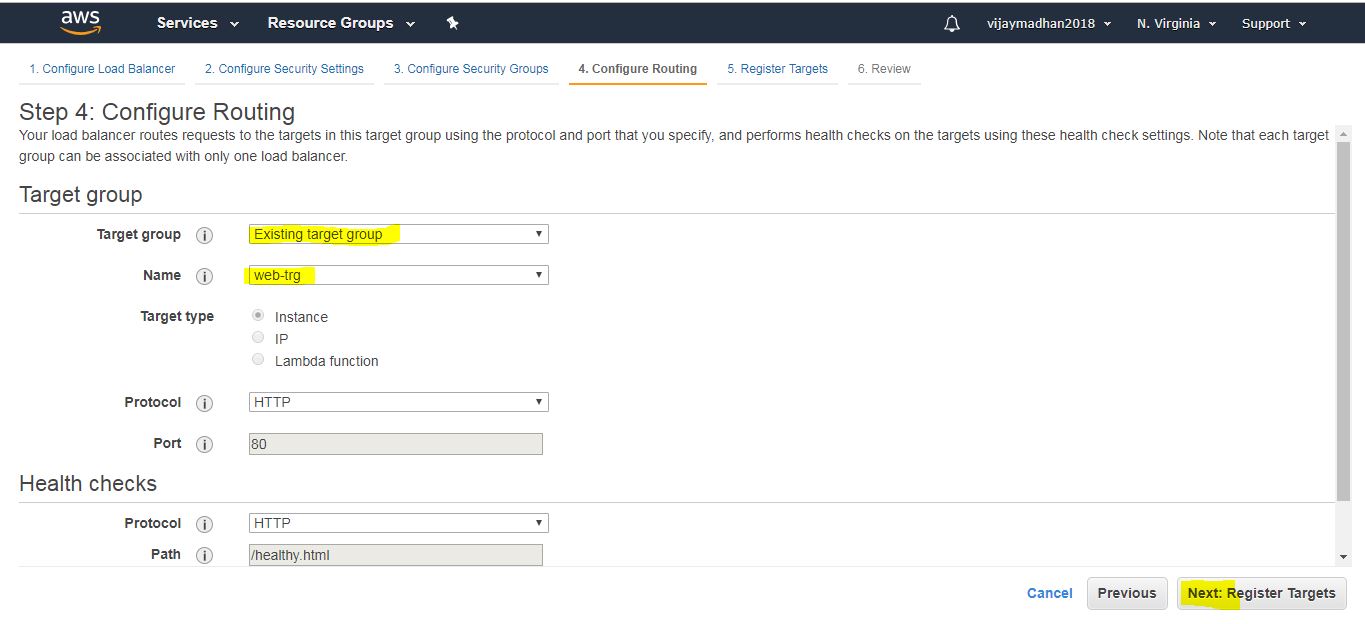 aws Services Resource Groups vijaymadhan2018 N. Virginia Support
1. Configure Load Balancer 2. Configure Security Settings 3. Configure Security Groups 4. Configure Routing 5. Register Targets 6. Review
Step 4: Configure Routing
Your load balancer routes requests to the targets in this target group using the protocol and port that you specify, and performs health checks on the targets using these health check settings. Note that each target
group can be associated with only one load balancer.
Target group
Target group i Existing target group
Name i web-trg
Target type Instance
IP
Lambda function
Protocol i HTTP
Port i 80
Health checks
Protocol i HTTP
Path i /healthy.html
Cancel Previous Next: Register Targets